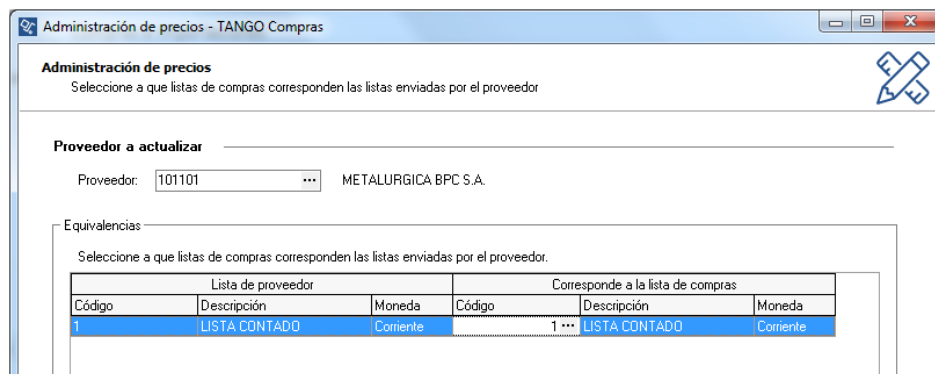 Administración de precios - TANGO Compras
Administración de precios
Seleccione a que listas de compras corresponden las listas enviadas por el proveedor
Proveedor a actualizar
Proveedor: 101101 ... METALURGICA BPC S.A.
Equivalencias
Seleccione a que listas de compras corresponden las listas enviadas por el proveedor.
Lista de proveedor Corresponde a la lista de compras
Código Descripción Moneda Código Descripción Moneda
1 LISTA CONTADO Corriente 1 ... LISTA CONTADO Corriente